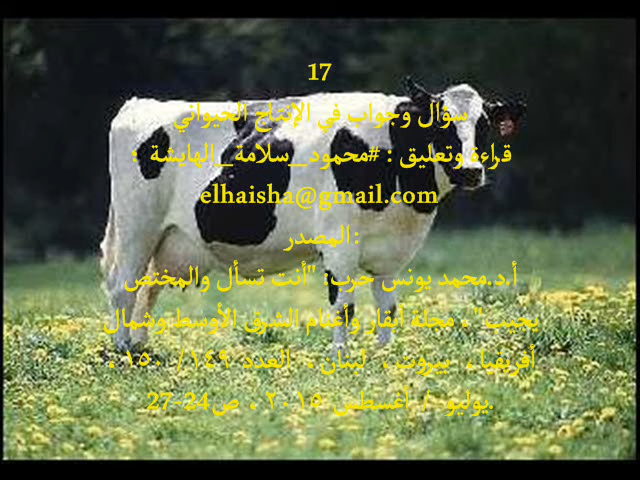 17
سؤال وجواب في الإنتاج الحيواني
قراءة وتعليق : #محمود_سلامة_الهايشة ؛
elhaisha@gmail.com
المصدر:
أ.د.محمد يونس حرب: "أنت تسأل والمختص
يجيب" ، مجلة أبقار وأغنام الشرق الأوسط وشمال
أفريقيا ، بيروت ، لبنان ، العدد ١٤٩/ ١٥٠ ،
يوليو / أغسطس ٢٠١٥ ، ص24-27.